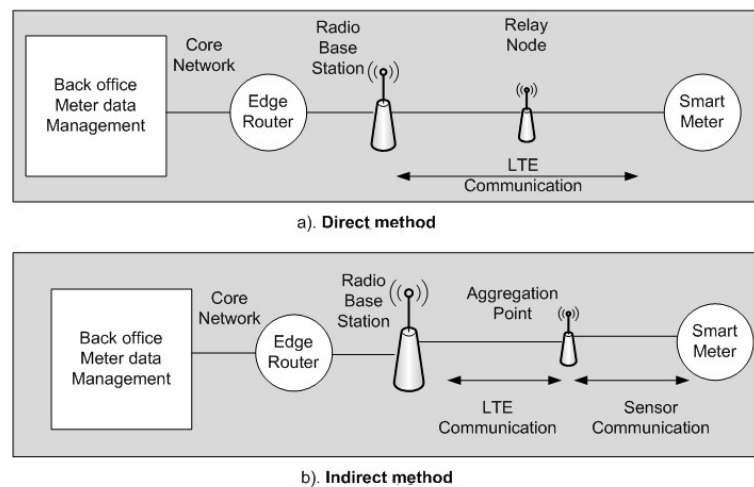 Back office
Meter data
Management
Core
Network
Edge
Router
Radio
Base
Station
Relay
Node
Smart
Meter
LTE
Communication
a). Direct method
Back office
Meter data
Management
Core
Network
Edge
Router
Radio
Base
Station
Aggregation
Point
Smart
Meter
LTE
Communication
Sensor
Communication
b). Indirect method